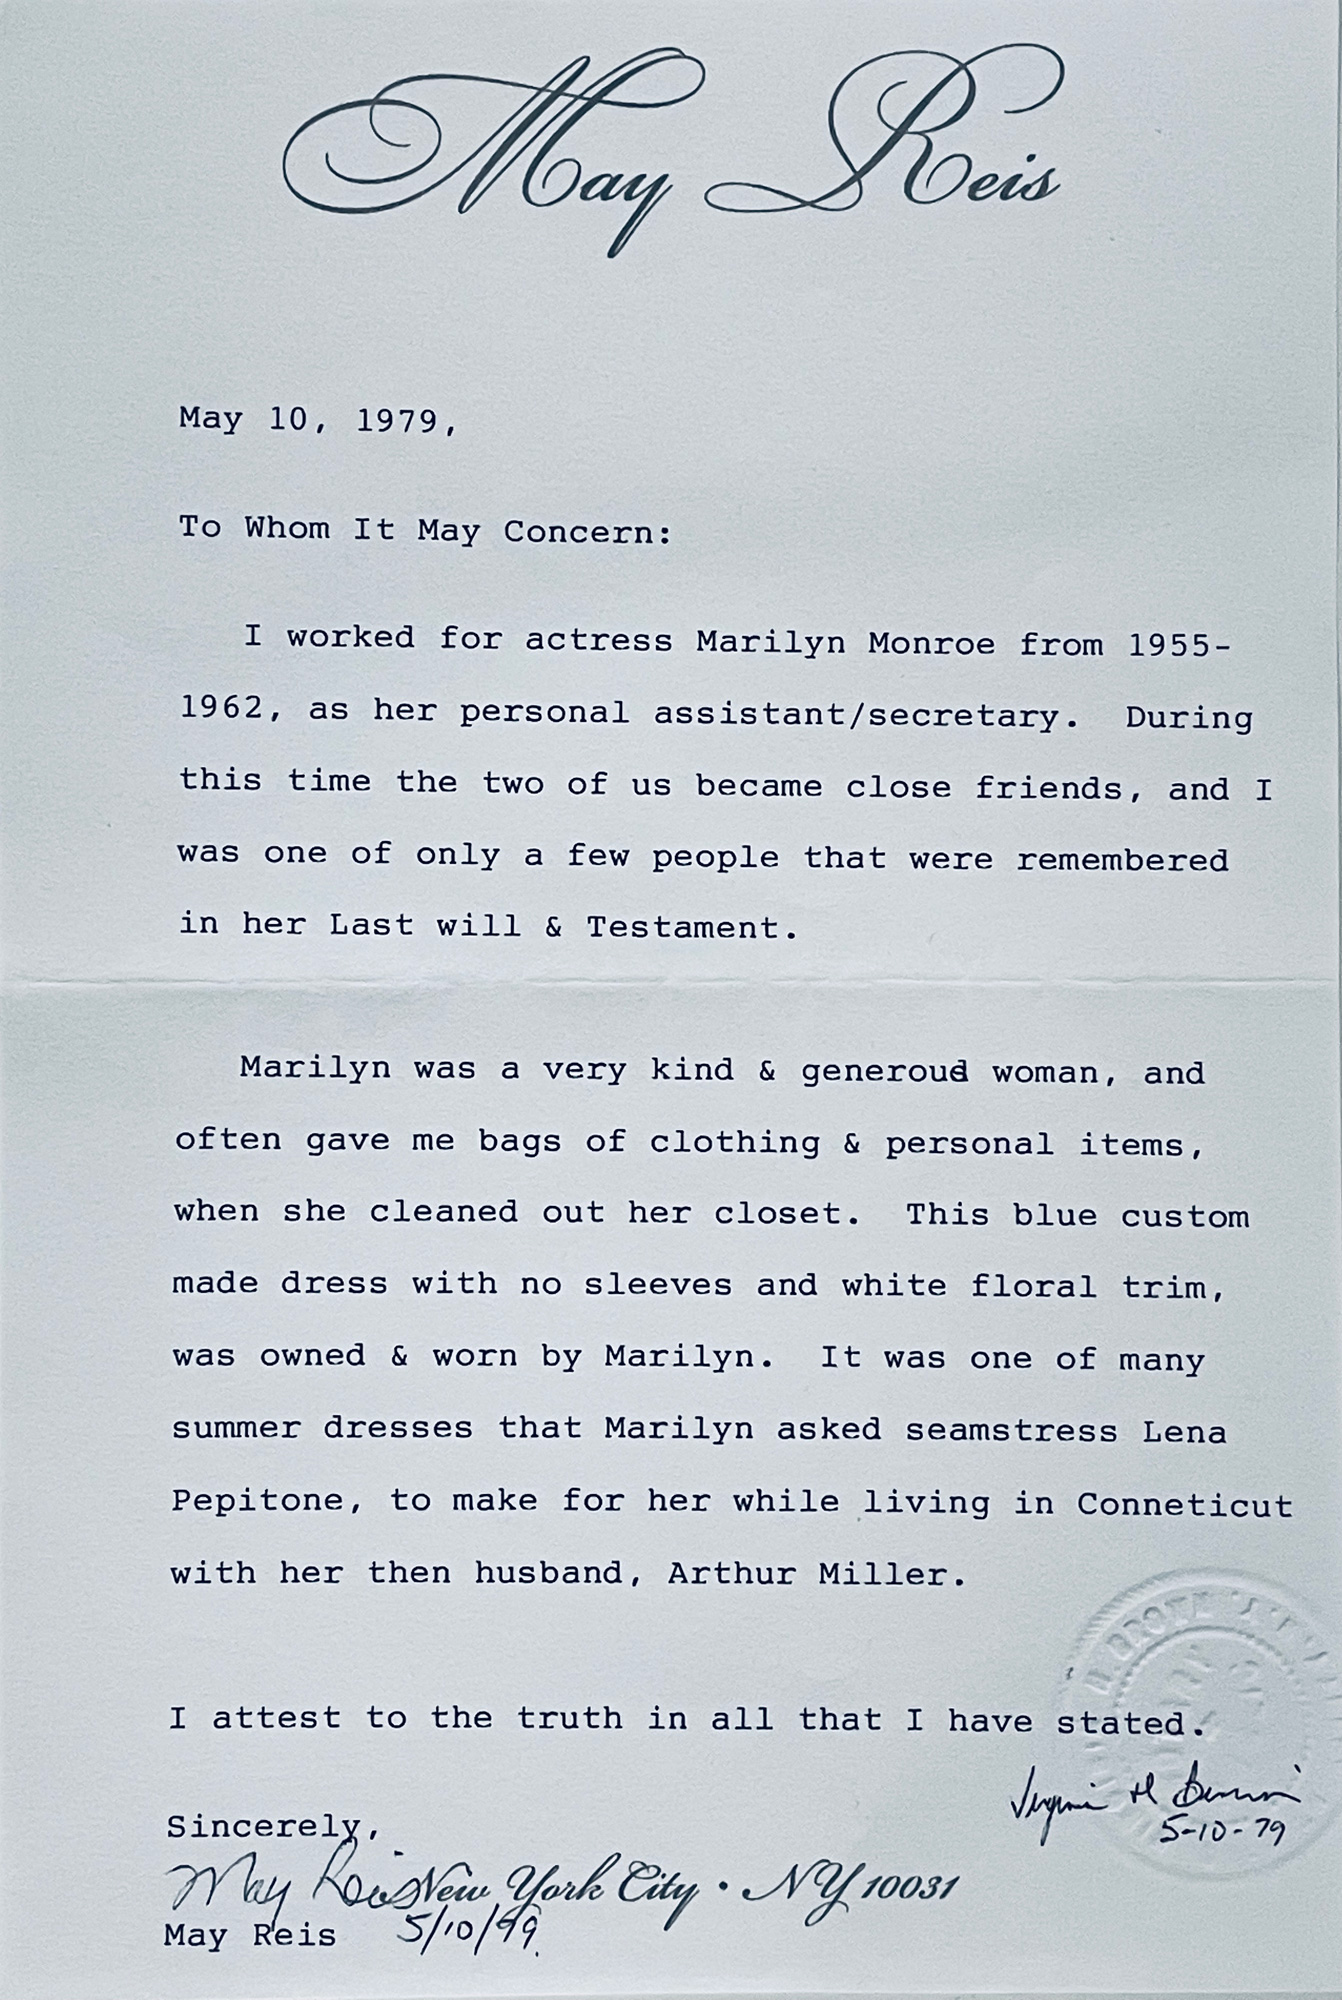 May Reis
May 10, 1979,
To Whom It May Concern:
I worked for actress Marilyn Monroe from 1955-
1962, as her personal assistant/secretary. During
this time the two of us became close friends, and I
was one of only a few people that were remembered
in her Last will & Testament.
Marilyn was a very kind & generoud woman, and
often gave me bags of clothing & personal items,
when she cleaned out her closet. This blue custom
made dress with no sleeves and white floral trim,
was owned & worn by Marilyn. It was one of many
summer dresses that Marilyn asked seamstress Lena
Pepitone, to make for her while living in Conneticut
with her then husband, Arthur Miller.
I attest to the truth in all that I have stated.
5-10-79
Sincerely,
May Reis
New York City • NY 10031
May Reis